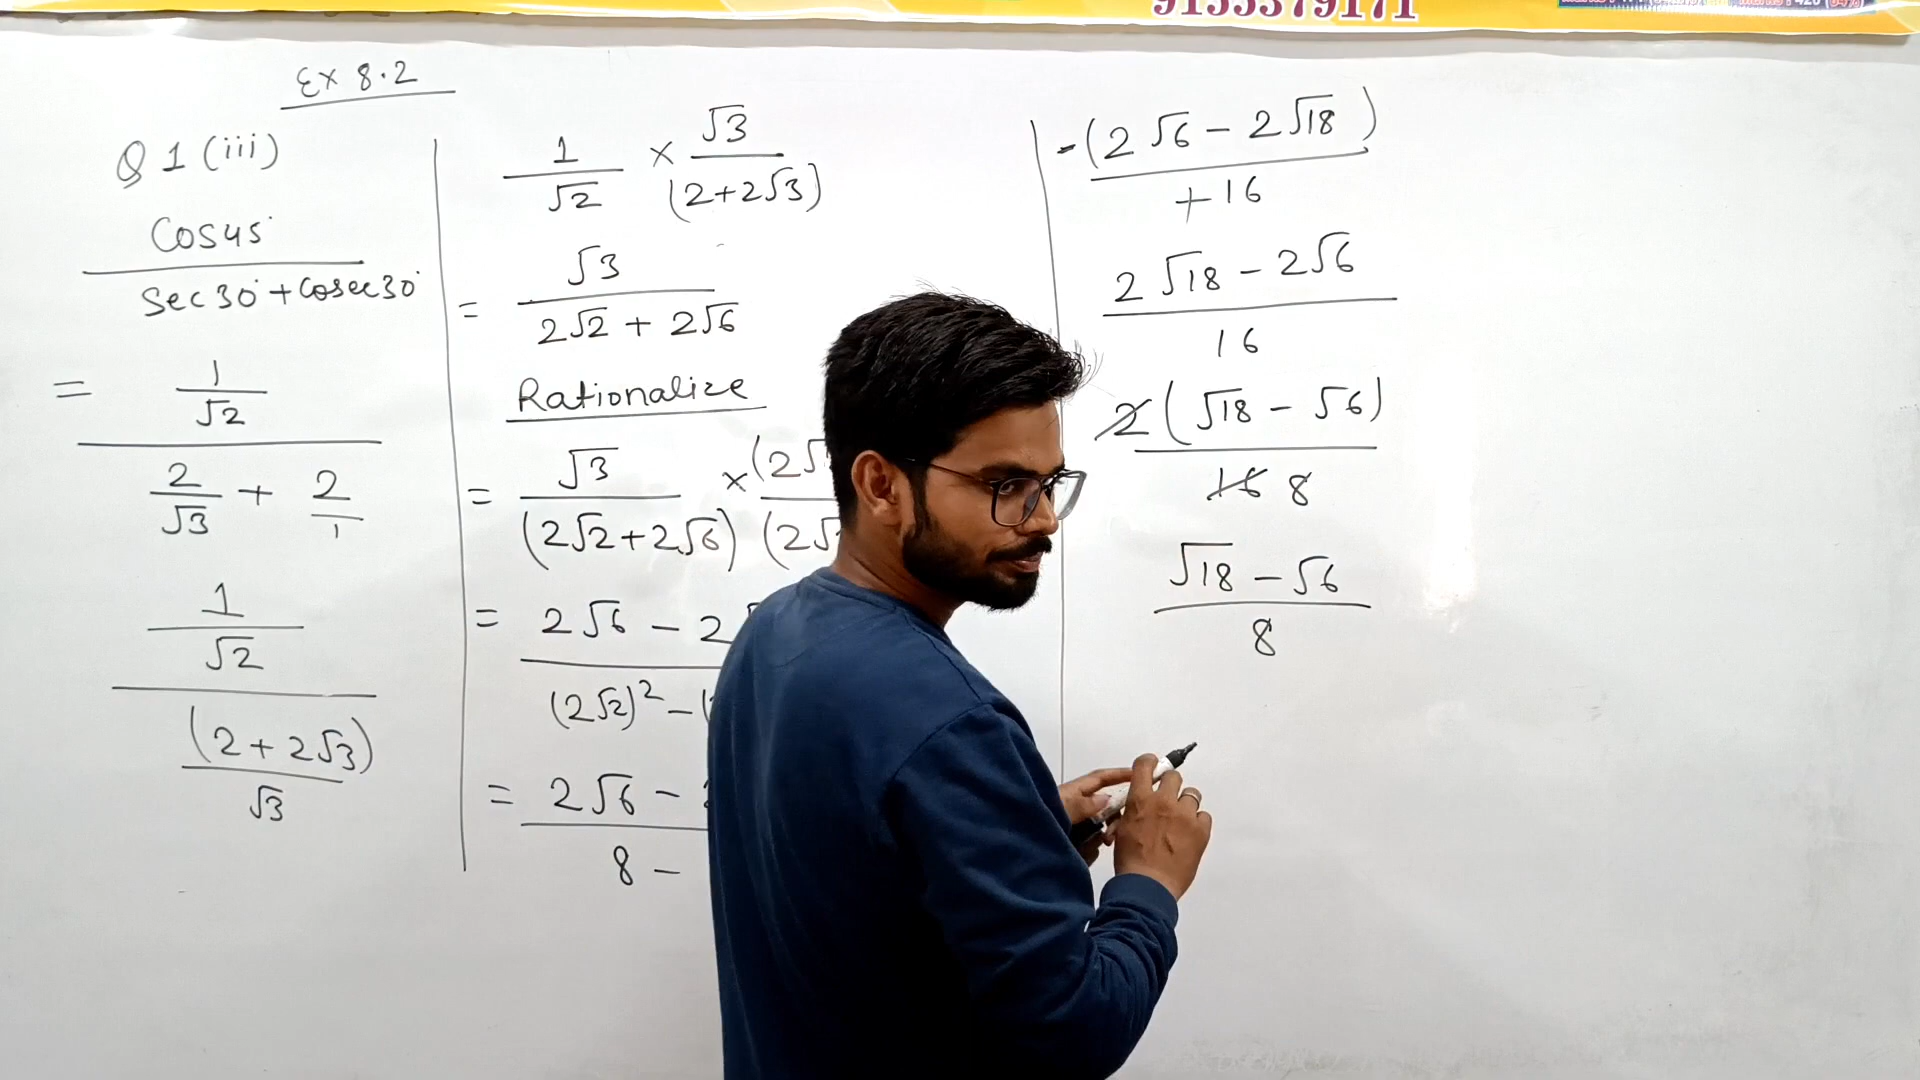 9155379171
Ex 8.2
Q 1 (iii)
Cos45°
Sec30° + Cosec30°
= 1
√2
2 + 2
√3 1
1
√2
(2+2√3)
√3
1 × √3
√2 (2+2√3)
= √3
2√2 + 2√6
Rationalize
= √3 × (2√
(2√2+2√6) (2√
= 2√6 − 2
(2√2)² − (
= 2√6 −
8 −
-(2√6 − 2√18)
+16
2√18 − 2√6
16
2(√18 − √6)
16 8
√18 − √6
8